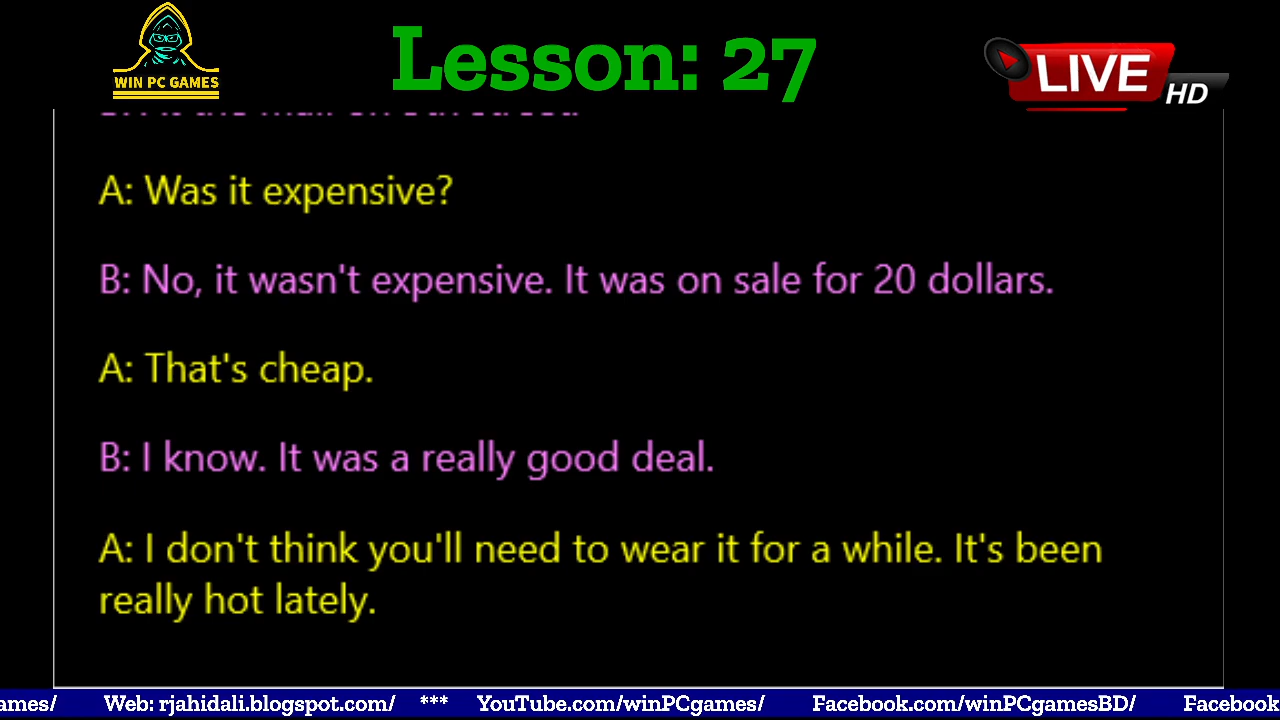 WIN PC GAMES
Lesson: 27
LIVE
HD
A: Was it expensive?
B: No, it wasn't expensive. It was on sale for 20 dollars.
A: That's cheap.
B: I know. It was a really good deal.
A: I don't think you'll need to wear it for a while. It's been
really hot lately.
ames/ Web: rjahidali.blogspot.com/ *** YouTube.com/winPCgames/ Facebook.com/winPCgamesBD/ Facebook